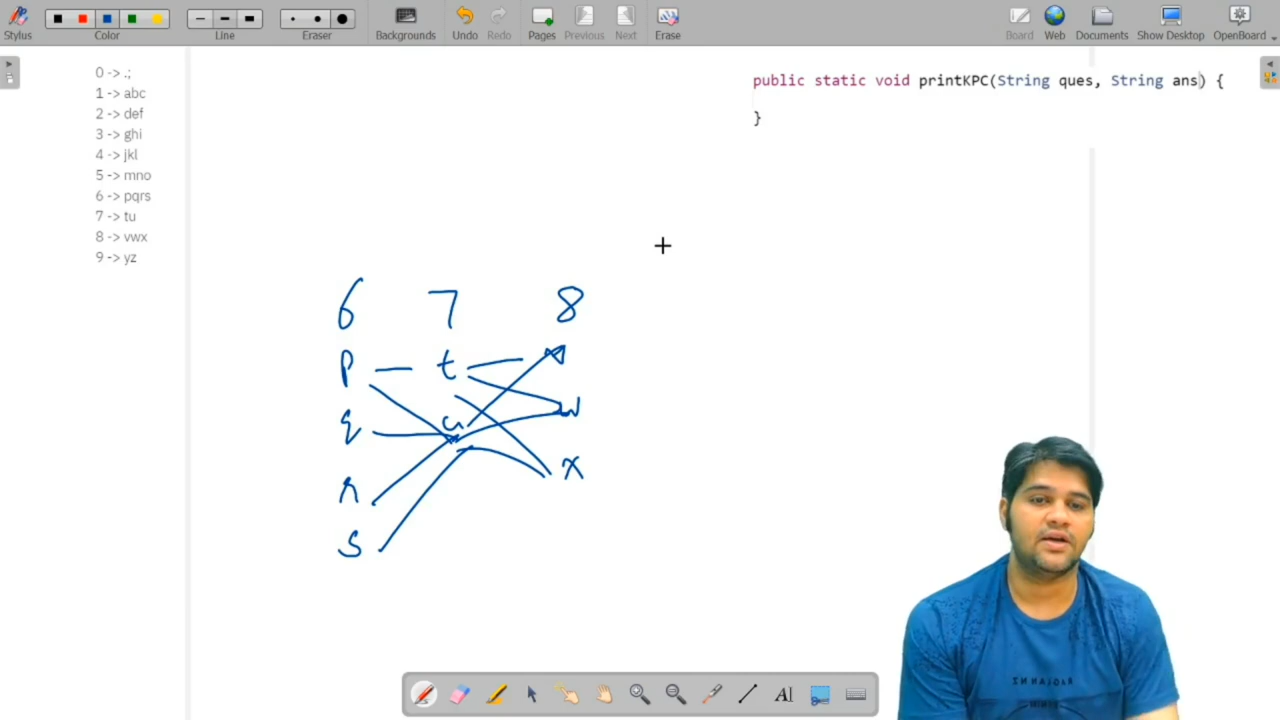 Stylus
Color
Line
Eraser
Backgrounds
Undo
Redo
Pages
Previous
Next
Erase
Board
Web
Documents
Show Desktop
OpenBoard
0 -> .;
1 -> abc
2 -> def
3 -> ghi
4 -> jkl
5 -> mno
6 -> pqrs
7 -> tu
8 -> vwx
9 -> yz
public static void printKPC(String ques, String ans) {
}
6 7 8
p t v
q u w
r x
s